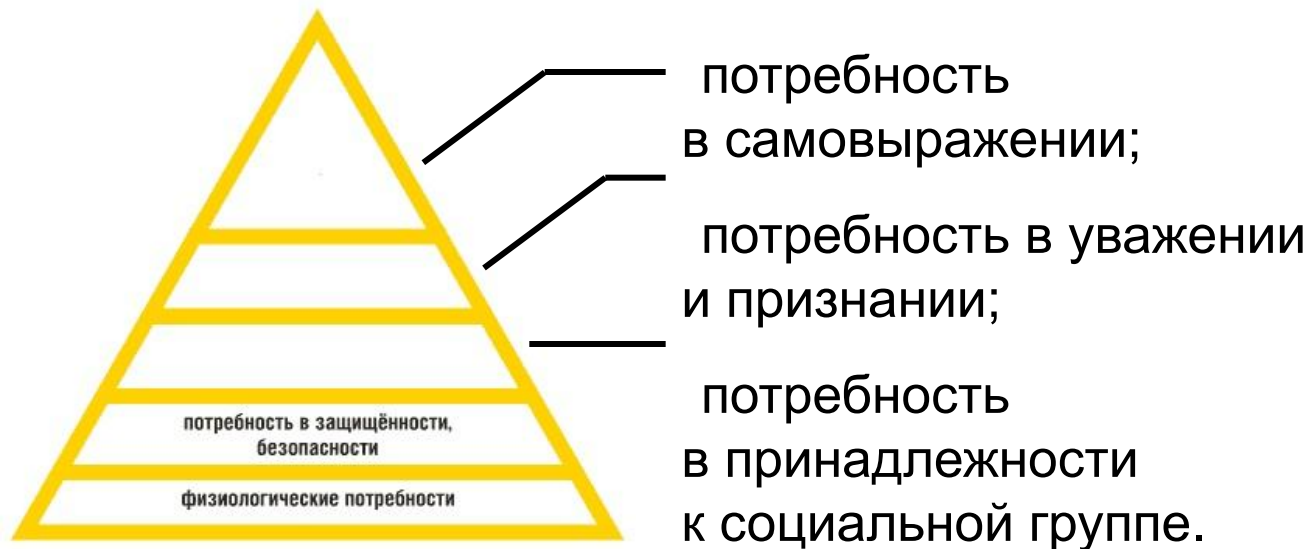 потребность
в самовыражении;
потребность в уважении
и признании;
потребность
в принадлежности
к социальной группе.
потребность в защищённости,
безопасности
физиологические потребности